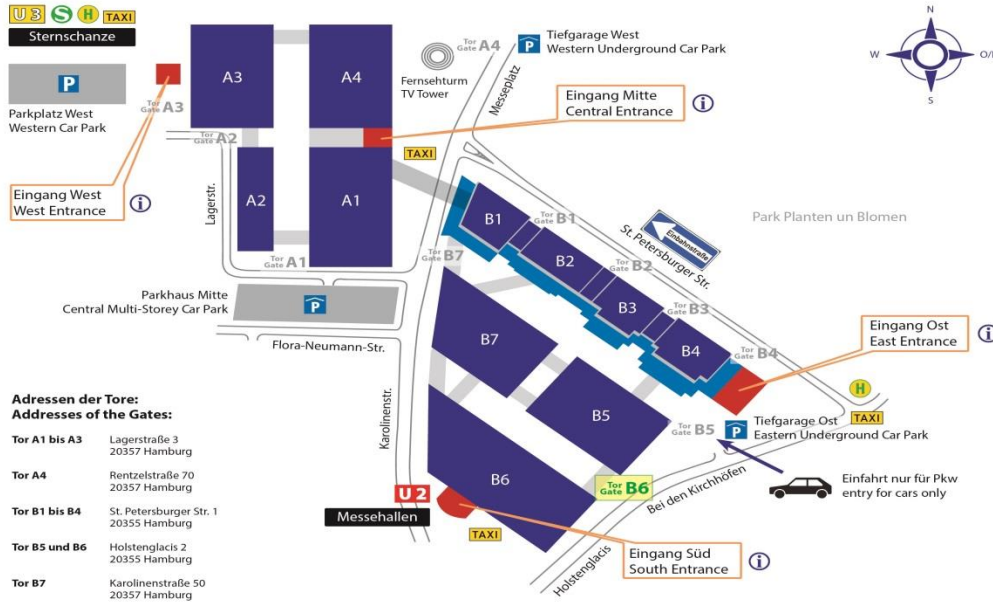 U3 S H TAXI
Sternschanze
P
Parkplatz West
Western Car Park
Tor
Gate A3
Eingang West
West Entrance
i
Tor
Gate A2
Lagerstr.
A3
A4
A2
A1
Tor
Gate A1
Fernsehturm
TV Tower
Tor
Gate A4
Messeplatz
P
Tiefgarage West
Western Underground Car Park
Eingang Mitte
Central Entrance
i
TAXI
N
W
O/E
S
Parkhaus Mitte
Central Multi-Storey Car Park
P
Flora-Neumann-Str.
Karolinenstr.
Tor
Gate B7
B1
Tor
Gate B1
B2
Tor
Gate B2
B3
Tor
Gate B3
B4
Tor
Gate B4
Einbahnstraße
St. Petersburger Str.
Park Planten un Blomen
Eingang Ost
East Entrance
i
H
TAXI
B7
B5
B6
Tor
Gate B5
P
Tiefgarage Ost
Eastern Underground Car Park
Tor
Gate B6
Bei den Kirchhöfen
Einfahrt nur für Pkw
entry for cars only
U2
Messehallen
TAXI
Holstenglacis
Eingang Süd
South Entrance
i
Adressen der Tore:
Addresses of the Gates:
Tor A1 bis A3 Lagerstraße 3
20357 Hamburg
Tor A4 Rentzelstraße 70
20357 Hamburg
Tor B1 bis B4 St. Petersburger Str. 1
20355 Hamburg
Tor B5 und B6 Holstenglacis 2
20355 Hamburg
Tor B7 Karolinenstraße 50
20357 Hamburg